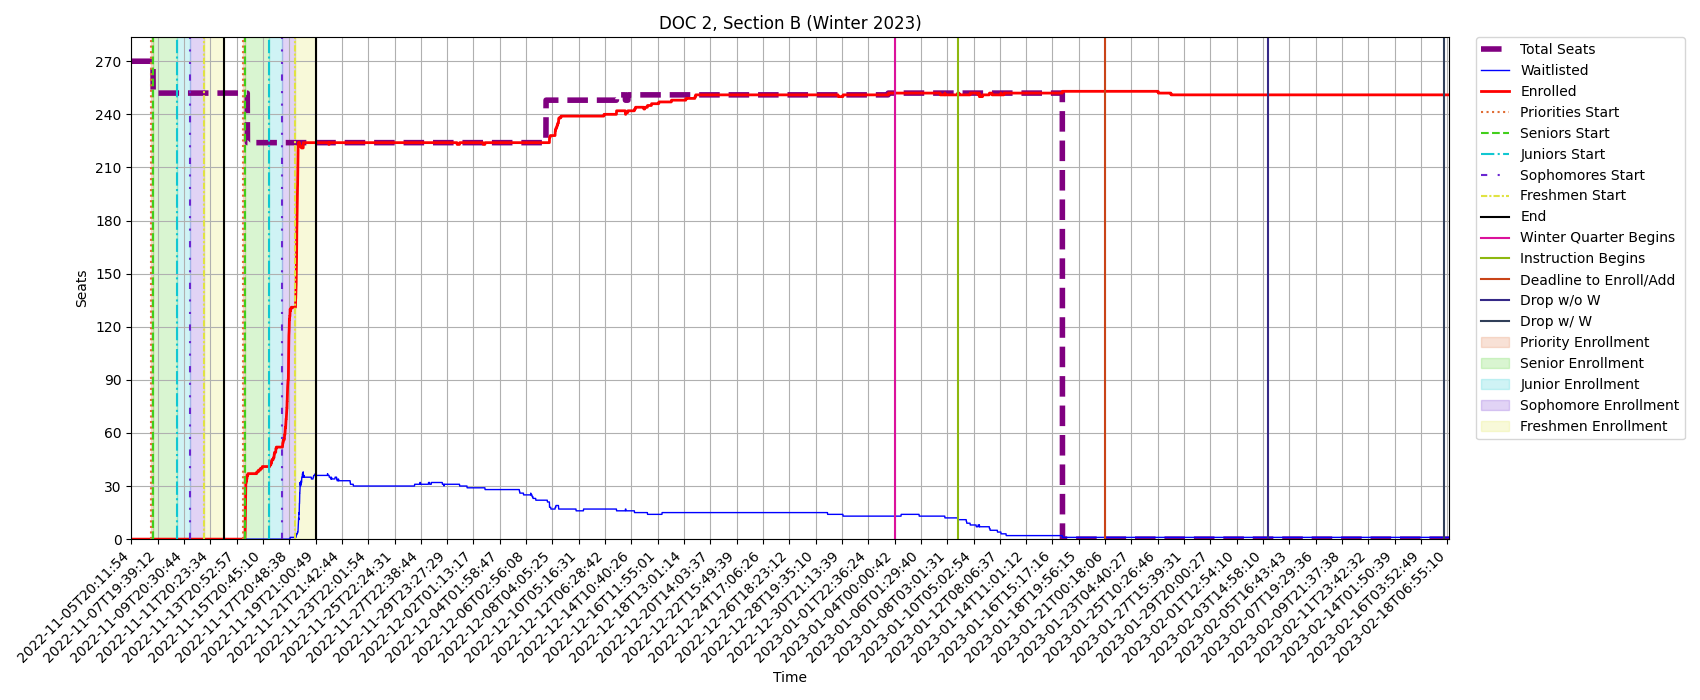 DOC 2, Section B (Winter 2023)
Seats
270
240
210
180
150
120
90
60
30
0
2022-11-05T20:11:54
2022-11-07T19:39:12
2022-11-09T20:30:44
2022-11-11T20:23:34
2022-11-13T20:52:57
2022-11-15T20:45:10
2022-11-17T20:48:39
2022-11-19T21:00:49
2022-11-21T21:42:44
2022-11-23T22:01:54
2022-11-25T22:24:31
2022-11-27T22:38:44
2022-11-29T23:27:29
2022-12-02T01:13:17
2022-12-04T01:58:47
2022-12-06T02:56:08
2022-12-08T04:05:25
2022-12-10T05:16:31
2022-12-12T06:28:42
2022-12-14T10:40:26
2022-12-16T11:55:01
2022-12-18T13:01:14
2022-12-20T14:03:37
2022-12-22T15:49:39
2022-12-24T17:06:26
2022-12-26T18:23:12
2022-12-28T19:35:10
2022-12-30T21:13:39
2023-01-01T22:36:24
2023-01-04T00:00:42
2023-01-06T01:29:40
2023-01-08T03:01:31
2023-01-10T05:02:54
2023-01-12T08:06:37
2023-01-14T11:01:12
2023-01-16T15:17:16
2023-01-18T19:56:15
2023-01-21T00:18:06
2023-01-23T04:40:27
2023-01-25T10:26:46
2023-01-27T15:39:31
2023-01-29T20:00:27
2023-02-01T12:54:10
2023-02-03T14:58:10
2023-02-05T16:43:43
2023-02-07T19:29:36
2023-02-09T21:37:38
2023-02-11T23:42:32
2023-02-14T01:50:39
2023-02-16T03:52:49
2023-02-18T06:55:10
Time
Total Seats
Waitlisted
Enrolled
Priorities Start
Seniors Start
Juniors Start
Sophomores Start
Freshmen Start
End
Winter Quarter Begins
Instruction Begins
Deadline to Enroll/Add
Drop w/o W
Drop w/ W
Priority Enrollment
Senior Enrollment
Junior Enrollment
Sophomore Enrollment
Freshmen Enrollment